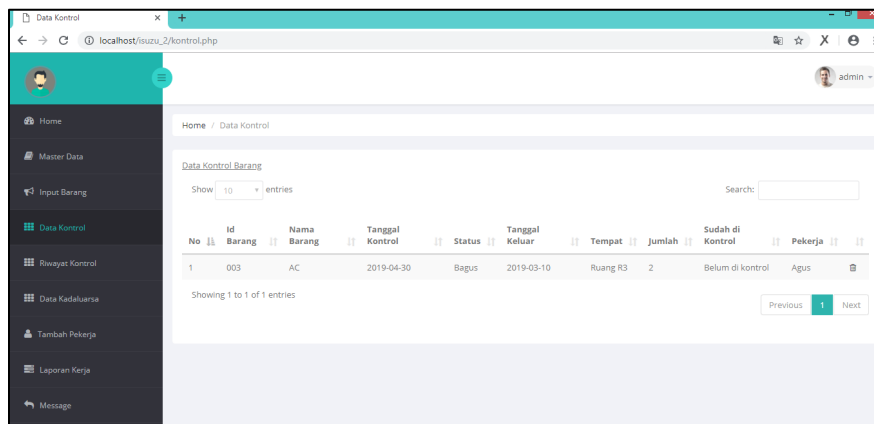 Data Kontrol
localhost/isuzu_2/kontrol.php
admin
Home
Master Data
Input Barang
Data Kontrol
Riwayat Kontrol
Data Kadaluarsa
Tambah Pekerja
Laporan Kerja
Message
Home / Data Kontrol
Data Kontrol Barang
Show 10 entries
Search:
No Id Barang Nama Barang Tanggal Kontrol Status Tanggal Keluar Tempat Jumlah Sudah di Kontrol Pekerja
1 003 AC 2019-04-30 Bagus 2019-03-10 Ruang R3 2 Belum di kontrol Agus
Showing 1 to 1 of 1 entries
Previous 1 Next